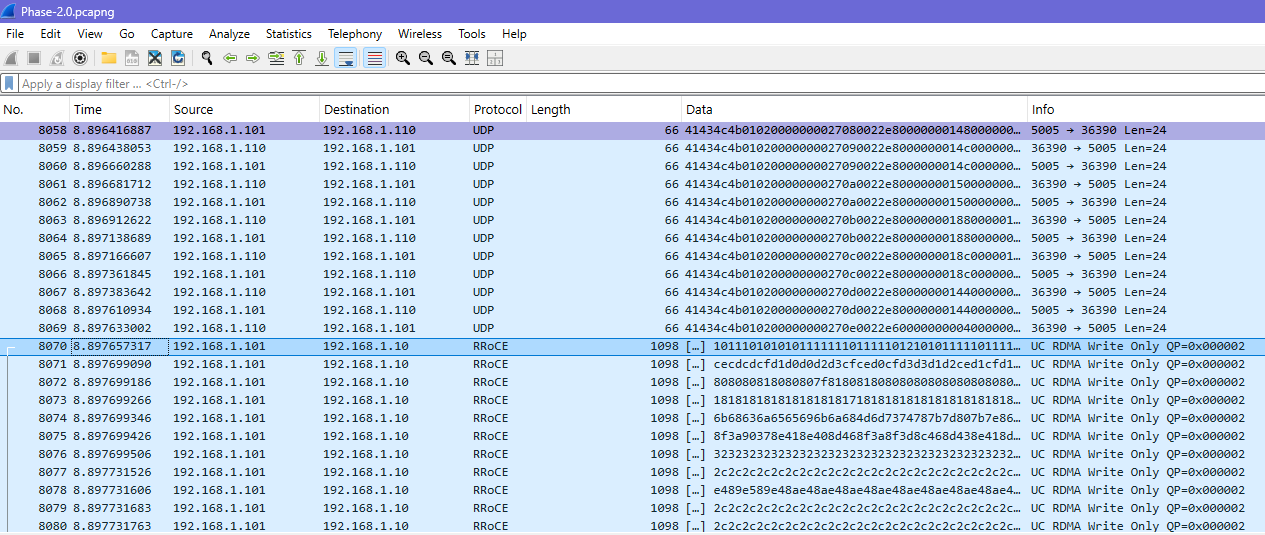 Phase-2.0.pcapng
File Edit View Go Capture Analyze Statistics Telephony Wireless Tools Help
Apply a display filter ... <Ctrl-/>
No. Time Source Destination Protocol Length Data Info
8058 8.896416887 192.168.1.101 192.168.1.110 UDP 66 41434c4b01020000000027080022e80000000148000000… 5005 → 36390 Len=24
8059 8.896438053 192.168.1.110 192.168.1.101 UDP 66 41434c4b01020000000027090022e8000000014c000000… 36390 → 5005 Len=24
8060 8.896660288 192.168.1.101 192.168.1.110 UDP 66 41434c4b01020000000027090022e8000000014c000000… 5005 → 36390 Len=24
8061 8.896681712 192.168.1.110 192.168.1.101 UDP 66 41434c4b010200000000270a0022e80000000150000000… 36390 → 5005 Len=24
8062 8.896890738 192.168.1.101 192.168.1.110 UDP 66 41434c4b010200000000270a0022e80000000150000000… 5005 → 36390 Len=24
8063 8.896912622 192.168.1.110 192.168.1.101 UDP 66 41434c4b010200000000270b0022e80000000188000001… 36390 → 5005 Len=24
8064 8.897138689 192.168.1.101 192.168.1.110 UDP 66 41434c4b010200000000270b0022e80000000188000000… 5005 → 36390 Len=24
8065 8.897166607 192.168.1.110 192.168.1.101 UDP 66 41434c4b010200000000270c0022e8000000018c000001… 36390 → 5005 Len=24
8066 8.897361845 192.168.1.101 192.168.1.110 UDP 66 41434c4b010200000000270c0022e8000000018c000000… 5005 → 36390 Len=24
8067 8.897383642 192.168.1.110 192.168.1.101 UDP 66 41434c4b010200000000270d0022e80000000144000000… 36390 → 5005 Len=24
8068 8.897610934 192.168.1.101 192.168.1.110 UDP 66 41434c4b010200000000270d0022e80000000144000000… 5005 → 36390 Len=24
8069 8.897633002 192.168.1.110 192.168.1.101 UDP 66 41434c4b010200000000270e0022e60000000004000000… 36390 → 5005 Len=24
8070 8.897657317 192.168.1.101 192.168.1.10 RRoCE 1098 […] UC RDMA Write Only QP=0x000002
8071 8.897699090 192.168.1.101 192.168.1.10 RRoCE 1098 […] cecdcdcfd1d0d0d2d3cfced0cfd3d3d1d2ced1cfd1… UC RDMA Write Only QP=0x000002
8072 8.897699186 192.168.1.101 192.168.1.10 RRoCE 1098 […] 808080818080807f81808180808080808080808080… UC RDMA Write Only QP=0x000002
8073 8.897699266 192.168.1.101 192.168.1.10 RRoCE 1098 […] 181818181818181818171818181818181818181818… UC RDMA Write Only QP=0x000002
8074 8.897699346 192.168.1.101 192.168.1.10 RRoCE 1098 […] 6b68636a6565696b6a684d6d7374787b7d807b7e86… UC RDMA Write Only QP=0x000002
8075 8.897699426 192.168.1.101 192.168.1.10 RRoCE 1098 […] 8f3a90378e418e408d468f3a8f3d8c468d438e418d… UC RDMA Write Only QP=0x000002
8076 8.897699506 192.168.1.101 192.168.1.10 RRoCE 1098 […] 323232323232323232323232323232323232323232… UC RDMA Write Only QP=0x000002
8077 8.897731526 192.168.1.101 192.168.1.10 RRoCE 1098 […] 2c2c2c2c2c2c2c2c2c2c2c2c2c2c2c2c2c2c2c2c2c… UC RDMA Write Only QP=0x000002
8078 8.897731606 192.168.1.101 192.168.1.10 RRoCE 1098 […] e489e589e48ae48ae48ae48ae48ae48ae48ae48ae4… UC RDMA Write Only QP=0x000002
8079 8.897731683 192.168.1.101 192.168.1.10 RRoCE 1098 […] 2c2c2c2c2c2c2c2c2c2c2c2c2c2c2c2c2c2c2c2c2c… UC RDMA Write Only QP=0x000002
8080 8.897731763 192.168.1.101 192.168.1.10 RRoCE 1098 […] 2c2c2c2c2c2c2c2c2c2c2c2c2c2c2c2c2c2c2c2c2c… UC RDMA Write Only QP=0x000002